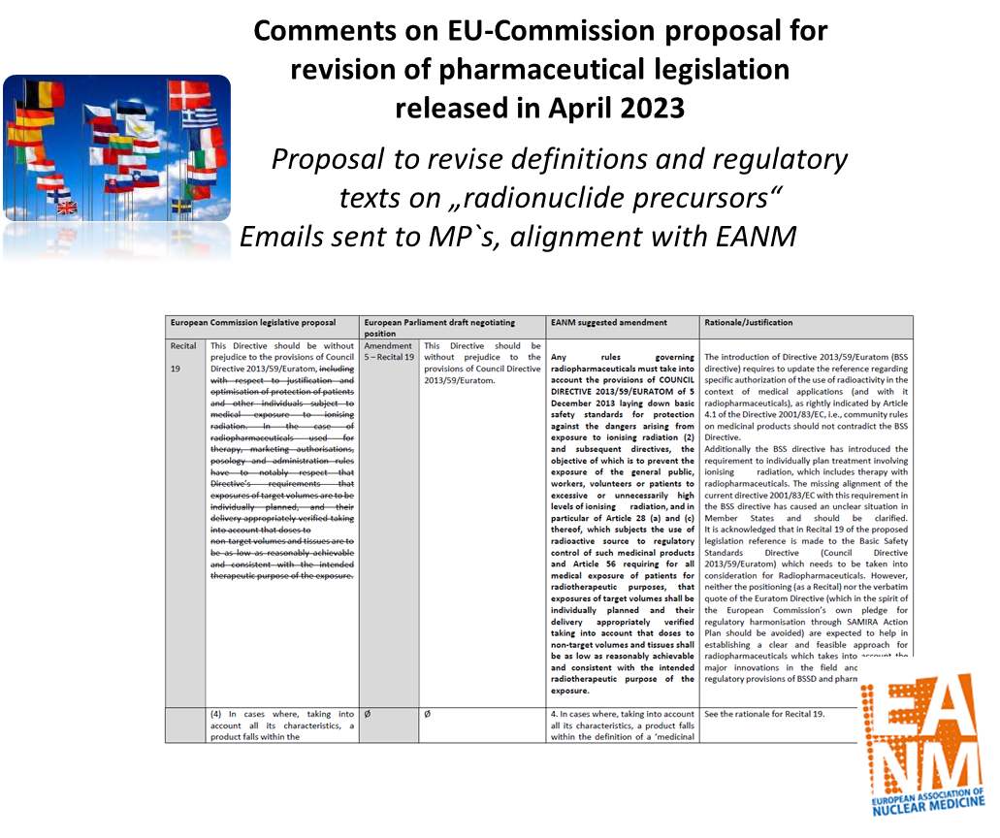 Comments on EU-Commission proposal for
revision of pharmaceutical legislation
released in April 2023
Proposal to revise definitions and regulatory
texts on „radionuclide precursors“
Emails sent to MP`s, alignment with EANM
European Commission legislative proposal
European Parliament draft negotiating
position
EANM suggested amendment
Rationale/Justification
Recital
19
This Directive should be without
prejudice to the provisions of Council
Directive 2013/59/Euratom, including
with respect to justification and
optimisation of protection of patients
and other individuals subject to
medical exposure to ionising
radiation. In the case of
radiopharmaceuticals used for
therapy, marketing authorisations,
posology and administration rules
have to notably respect that
Directive's requirements that
exposures of target volumes are to be
individually planned, and their
delivery appropriately verified taking
into account that doses to
non-target volumes and tissues are to
be as low as reasonably achievable
and consistent with the intended
therapeutic purpose of the exposure.
Amendment
5 – Recital 19
This Directive should be
without prejudice to the
provisions of Council Directive
2013/59/Euratom.
Any rules governing
radiopharmaceuticals must take into
account the provisions of COUNCIL
DIRECTIVE 2013/59/EURATOM of 5
December 2013 laying down basic
safety standards for protection
against the dangers arising from
exposure to ionising radiation (2)
and subsequent directives, the
objective of which is to prevent the
exposure of the general public,
workers, volunteers or patients to
excessive or unnecessarily high
levels of ionising radiation, and in
particular of Article 28 (a) and (c)
thereof, which subjects the use of
radioactive source to regulatory
control of such medicinal products
and Article 56 requiring for all
medical exposure of patients for
radiotherapeutic purposes, that
exposures of target volumes shall be
individually planned and their
delivery appropriately verified
taking into account that doses to
non-target volumes and tissues shall
be as low as reasonably achievable
and consistent with the intended
radiotherapeutic purpose of the
exposure.
The introduction of Directive 2013/59/Euratom (BSS
directive) requires to update the reference regarding
specific authorization of the use of radioactivity in the
context of medical applications (and with it
radiopharmaceuticals), as rightly indicated by Article
4.1 of the Directive 2001/83/EC, i.e., community rules
on medicinal products should not contradict the BSS
Directive.
Additionally the BSS directive has introduced the
requirement to individually plan treatment involving
ionising radiation, which includes therapy with
radiopharmaceuticals. The missing alignment of the
current directive 2001/83/EC with this requirement in
the BSS directive has caused an unclear situation in
Member States and should be clarified.
It is acknowledged that in Recital 19 of the proposed
legislation reference is made to the Basic Safety
Standards Directive (Council Directive
2013/59/Euratom) which needs to be taken into
consideration for Radiopharmaceuticals. However,
neither the positioning (as a Recital) nor the verbatim
quote of the Euratom Directive (which in the spirit of
the European Commission's own pledge for
regulatory harmonisation through SAMIRA Action
Plan should be avoided) are expected to help in
establishing a clear and feasible approach for
radiopharmaceuticals which takes into account the
major innovations in the field and
regulatory provisions of BSSD and pharm
(4) In cases where, taking into
account all its characteristics, a
product falls within the
Ø
Ø
4. In cases where, taking into account
all its characteristics, a product falls
within the definition of a 'medicinal
See the rationale for Recital 19.
EA
NM
EUROPEAN ASSOCIATION OF
NUCLEAR MEDICINE